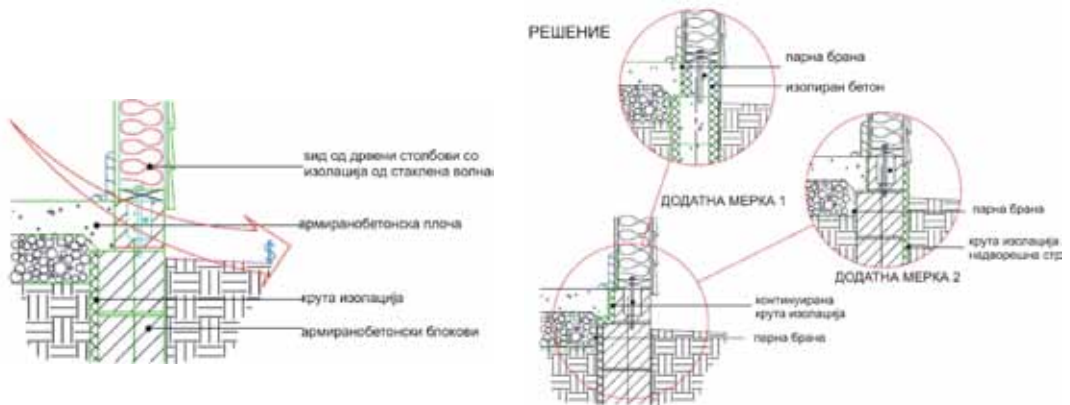 ѕид од дрвени столбови со
изолација од стаклена волна
армиранобетонска плоча
крута изолација
армиранобетонски блокови
РЕШЕНИЕ
парна брана
изолиран бетон
ДОДАТНА МЕРКА 1
парна брана
крута изолација
надворешна стр
ДОДАТНА МЕРКА 2
континуирана
крута изолација
парна брана